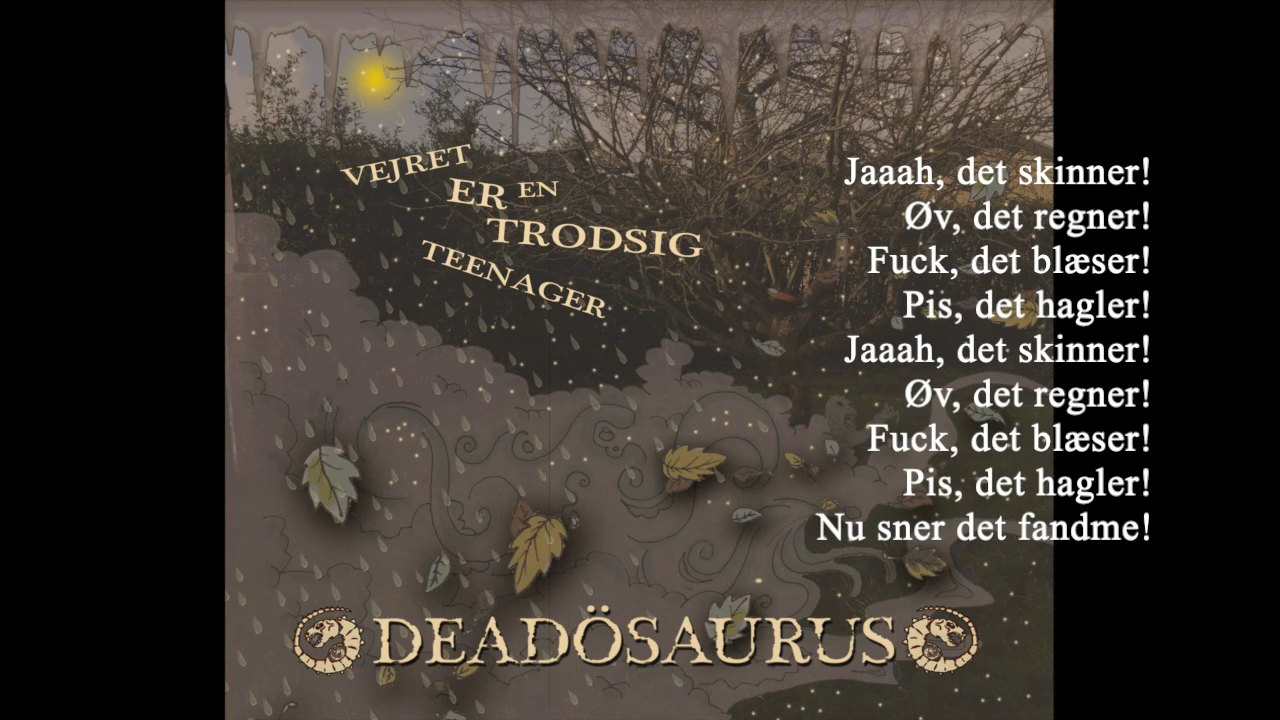 VEJRET
ER EN
TRODSIG
TEENAGER
Jaaah, det skinner!
Øv, det regner!
Fuck, det blæser!
Pis, det hagler!
Jaaah, det skinner!
Øv, det regner!
Fuck, det blæser!
Pis, det hagler!
Nu sner det fandme!
DEADÖSAURUS